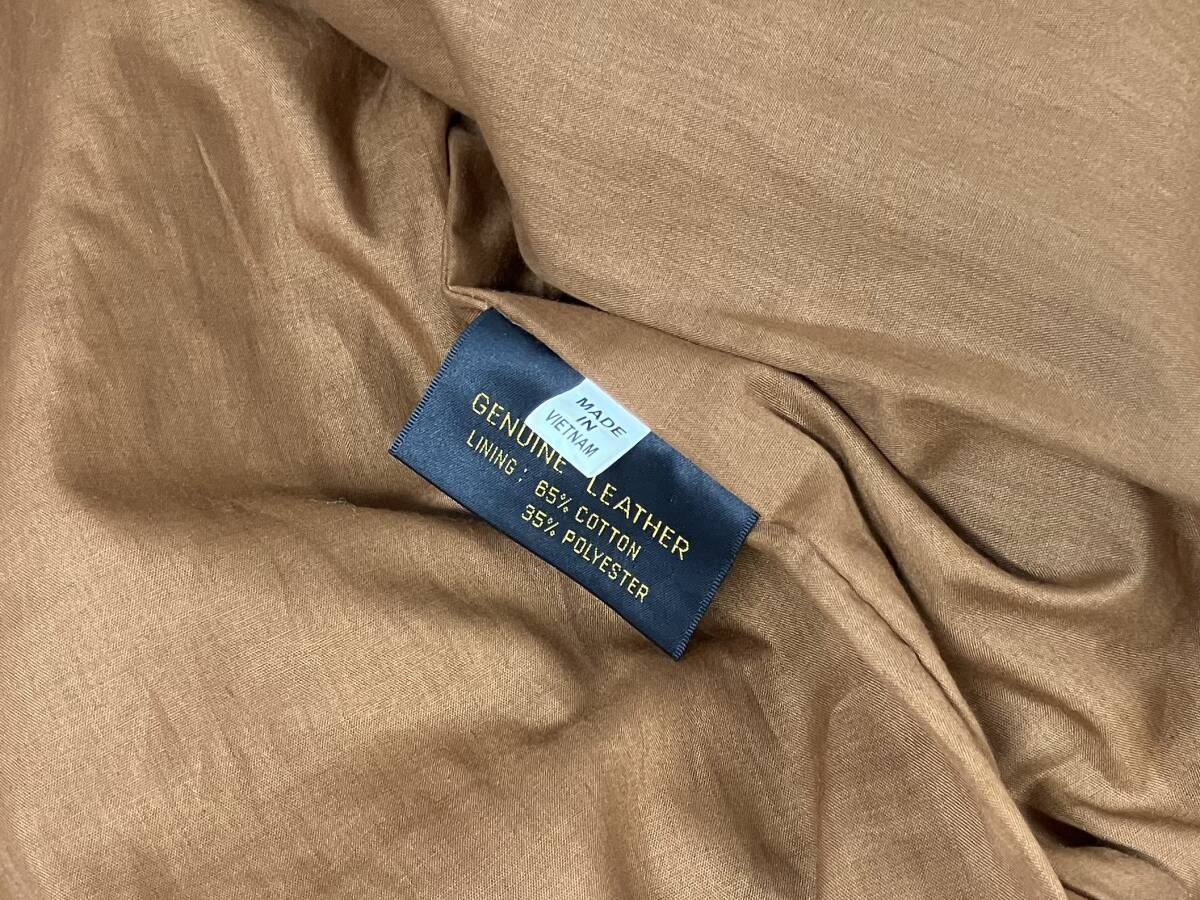 MADE
IN
VIETNAM
GENUINE LEATHER
LINING : 65% COTTON
35% POLYESTER